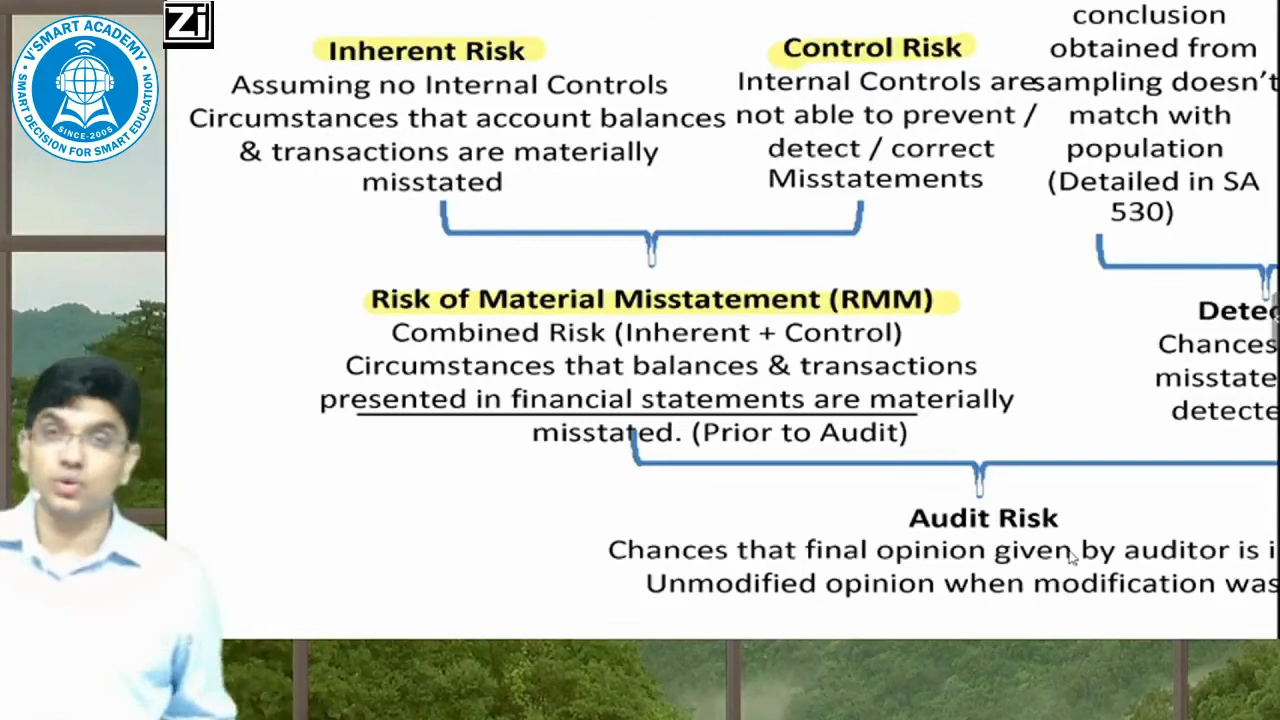 V'SMART ACADEMY
SINCE-2005
SMART DECISION FOR SMART EDUCATION
Zi
Inherent Risk
Assuming no Internal Controls
Circumstances that account balances
& transactions are materially
misstated
Control Risk
Internal Controls are
not able to prevent /
detect / correct
Misstatements
conclusion
obtained from
sampling doesn't
match with
population
(Detailed in SA
530)
Risk of Material Misstatement (RMM)
Combined Risk (Inherent + Control)
Circumstances that balances & transactions
presented in financial statements are materially
misstated. (Prior to Audit)
Chances
Audit Risk
Chances that final opinion given by auditor is
Unmodified opinion when modification was